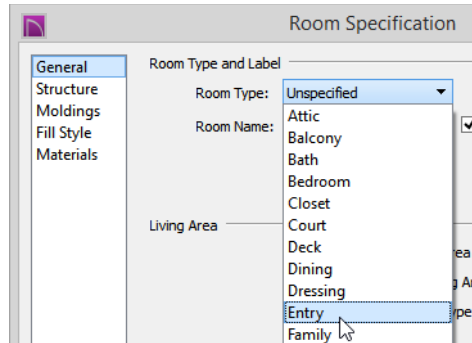 Room Specification
General
Structure
Moldings
Fill Style
Materials
Room Type and Label
Room Type: Unspecified
Room Name:
Attic
Balcony
Bath
Bedroom
Closet
Court
Deck
Dining
Dressing
Entry
Family
Living Area